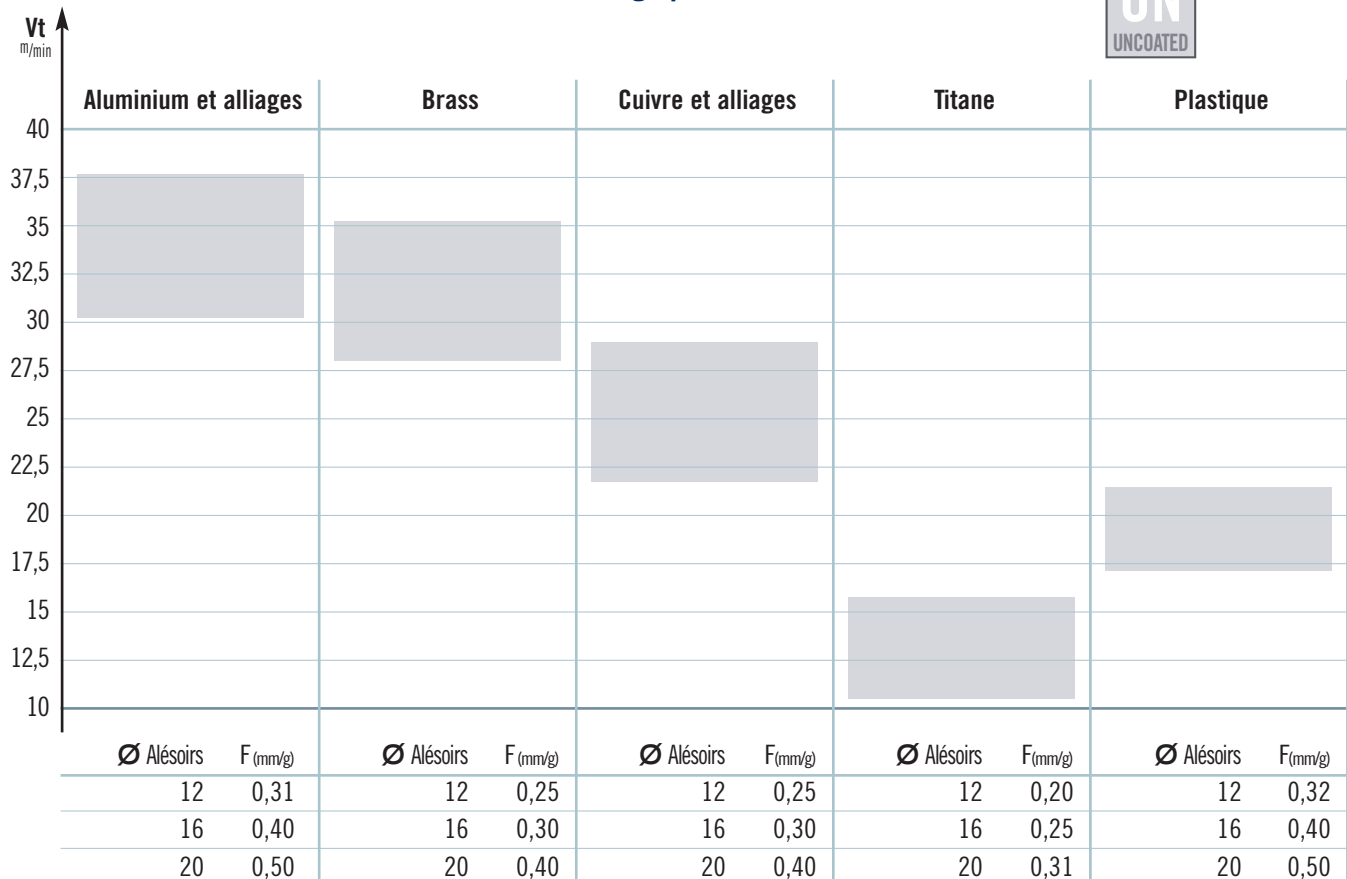 UN
UNCOATED
Vt
m/min
Aluminium et alliages Brass Cuivre et alliages Titane Plastique
40
37,5
35
32,5
30
27,5
25
22,5
20
17,5
15
12,5
10
Ø Alésoirs F (mm/g) Ø Alésoirs F (mm/g) Ø Alésoirs F(mm/g) Ø Alésoirs F(mm/g) Ø Alésoirs F(mm/g)
12 0,31 12 0,25 12 0,25 12 0,20 12 0,32
16 0,40 16 0,30 16 0,30 16 0,25 16 0,40
20 0,50 20 0,40 20 0,40 20 0,31 20 0,50